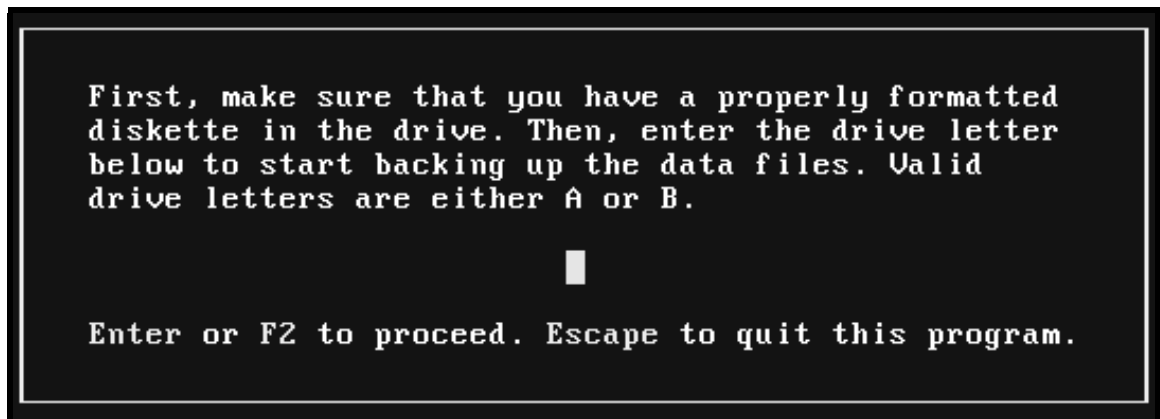 First, make sure that you have a properly formatted
diskette in the drive. Then, enter the drive letter
below to start backing up the data files. Valid
drive letters are either A or B.
Enter or F2 to proceed. Escape to quit this program.